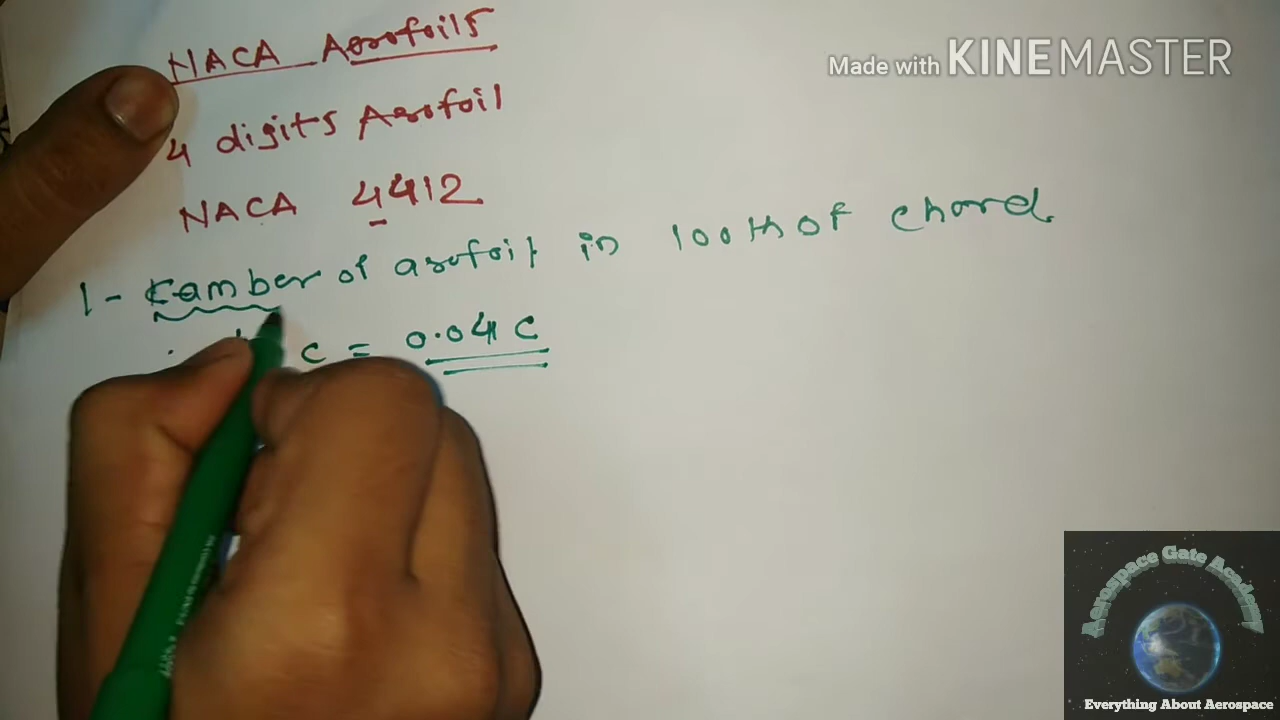 NACA Aerofoils
Made with KINEMASTER
4 digits Aerofoil
NACA 4412
1 - Camber of aerofoil in 100th of chord
c = 0.04 c
Aerospace Gate Academy
Everything About Aerospace